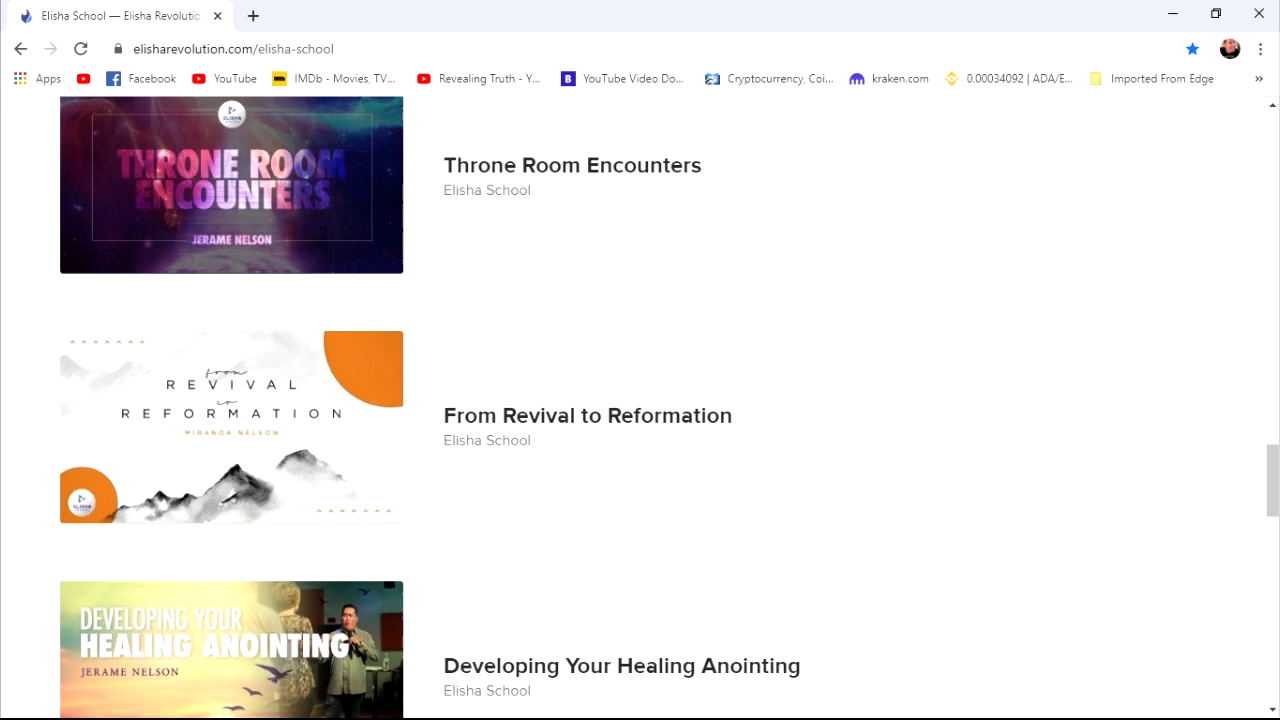 Elisha School — Elisha Revolutio
elisharevolution.com/elisha-school
Apps
Facebook
YouTube
IMDb - Movies, TV...
Revealing Truth - Y...
B
YouTube Video Do...
Cryptocurrency, Coi...
kraken.com
0.00034092 | ADA/E...
Imported From Edge
»
ELISHA
THRONE ROOM
ENCOUNTERS
JERAME NELSON
Throne Room Encounters
Elisha School
from
REVIVAL
to
REFORMATION
MIRANDA NELSON
ELISHA
From Revival to Reformation
Elisha School
DEVELOPING YOUR
HEALING ANOINTING
JERAME NELSON
Developing Your Healing Anointing
Elisha School